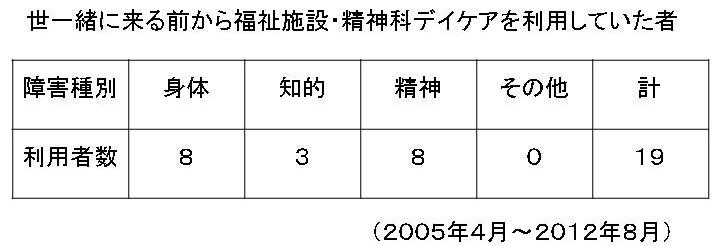 世一緒に来る前から福祉施設・精神科デイケアを利用していた者
障害種別 身体 知的 精神 その他 計
利用者数 ８ ３ ８ ０ １９
（２００５年４月～２０１２年８月）